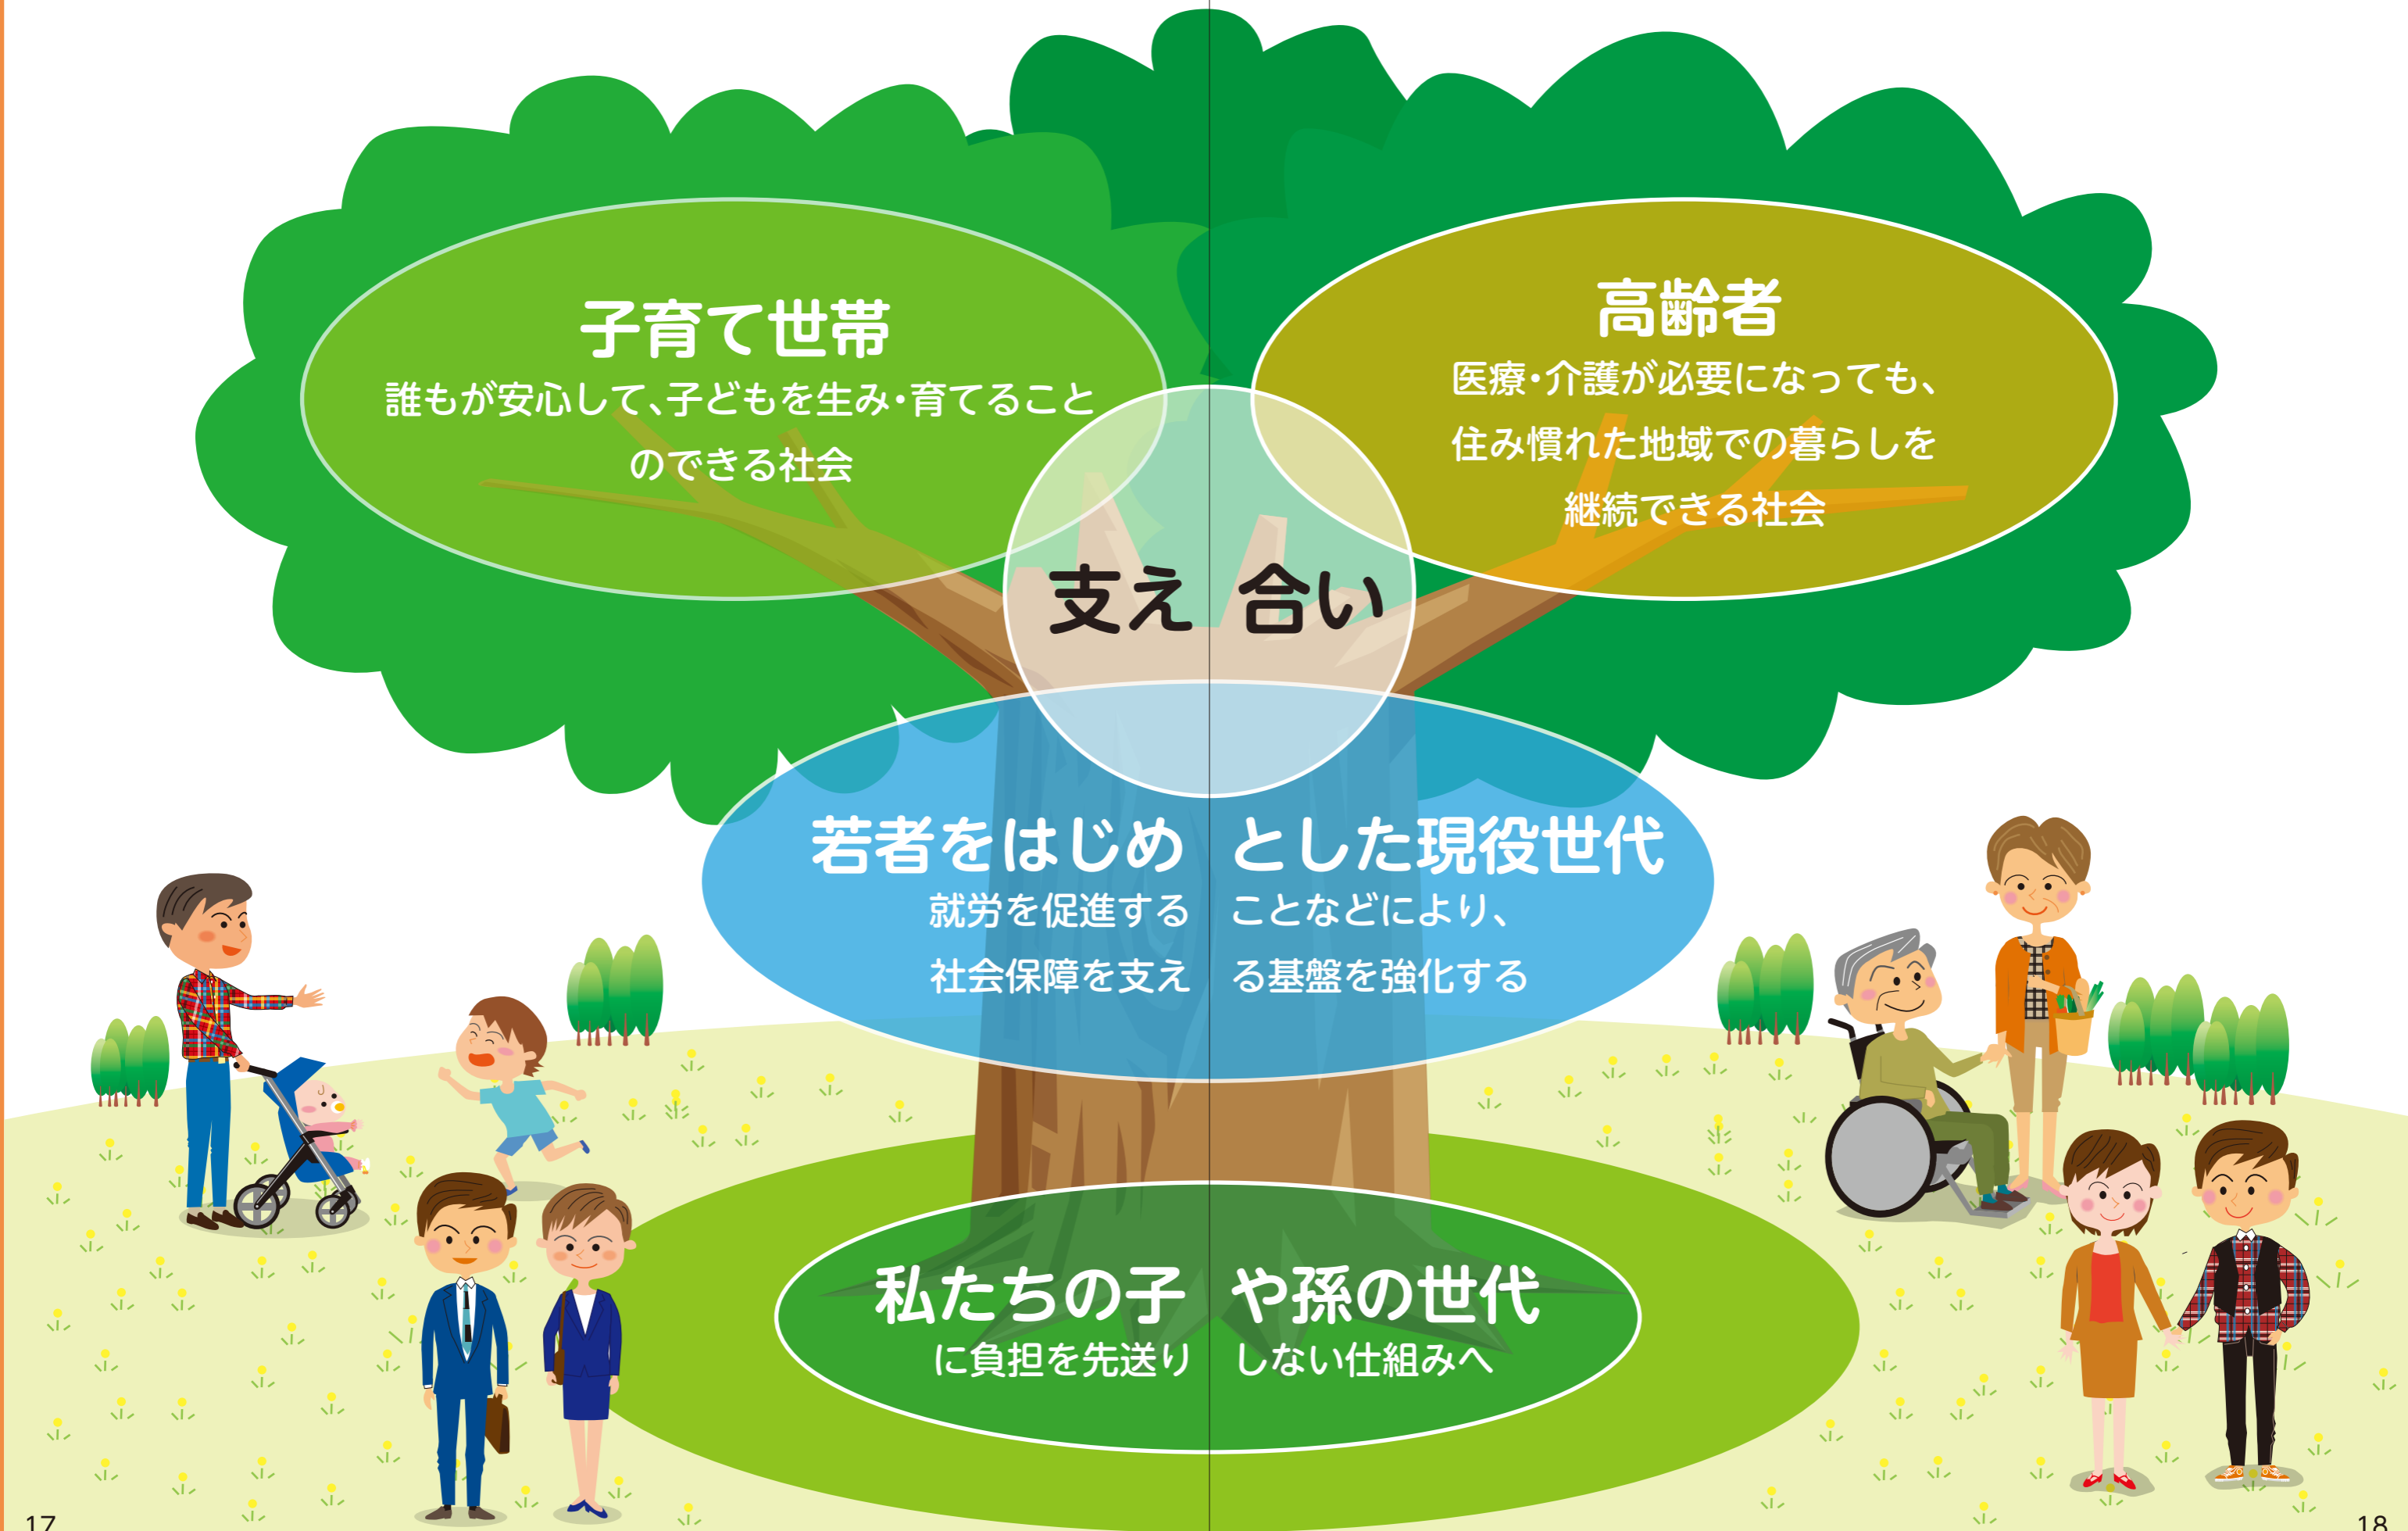 子育て世帯
誰もが安心して、子どもを生み・育てること
のできる社会
高齢者
医療・介護が必要になっても、
住み慣れた地域での暮らしを
継続できる社会
支え合い
若者をはじめとした現役世代
就労を促進することなどにより、
社会保障を支える基盤を強化する
私たちの子や孫の世代
に負担を先送りしない仕組みへ
17
18